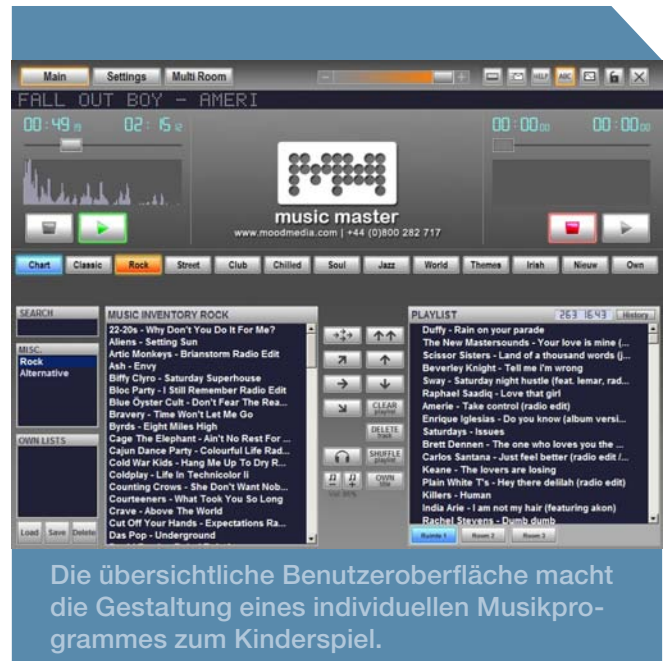 Main Settings Multi Room - + HELP ABC
FALL OUT BOY - AMERI
00:49 19 02:15 12 00:00 00 00:00 00
music master
www.moodmedia.com | +44 (0)800 282 717
Chart Classic Rock Street Club Chilled Soul Jazz World Themes Irish Nieuw Own
SEARCH
MISC.
Rock
Alternative
OWN LISTS
Load Save Delete
MUSIC INVENTORY ROCK
22-20s - Why Don't You Do It For Me?
Aliens - Setting Sun
Artic Monkeys - Brianstorm Radio Edit
Ash - Envy
Biffy Clyro - Saturday Superhouse
Bloc Party - I Still Remember Radio Edit
Blue Öyster Cult - Don't Fear The Rea...
Bravery - Time Won't Let Me Go
Byrds - Eight Miles High
Cage The Elephant - Ain't No Rest For ...
Cajun Dance Party - Colourful Life Rad...
Cold War Kids - Hang Me Up To Dry R...
Coldplay - Life In Technicolor Ii
Counting Crows - She Don't Want Nob...
Courteeners - What Took You So Long
Crave - Above The World
Cut Off Your Hands - Expectations Ra...
Das Pop - Underground
CLEAR
playlist
DELETE
track
SHUFFLE
playlist
OWN
title
PLAYLIST 263 16:43 History
Duffy - Rain on your parade
The New Mastersounds - Your love is mine (...
Scissor Sisters - Land of a thousand words (j...
Beverley Knight - Tell me i'm wrong
Sway - Saturday night hustle (feat. lemar, rad...
Raphael Saadiq - Love that girl
Amerie - Take control (radio edit)
Enrique Iglesias - Do you know (album versi...
Saturdays - Issues
Brett Dennen - The one who loves you the ...
Carlos Santana - Just feel better (radio edit /...
Keane - The lovers are losing
Plain White T's - Hey there delilah (radio edit)
Killers - Human
India Arie - I am not my hair (featuring akon)
Rachel Stevens - Dumb dumb
Ruimte 1 Room 2 Room 3
Die übersichtliche Benutzeroberfläche macht
die Gestaltung eines individuellen Musikpro-
grammes zum Kinderspiel.